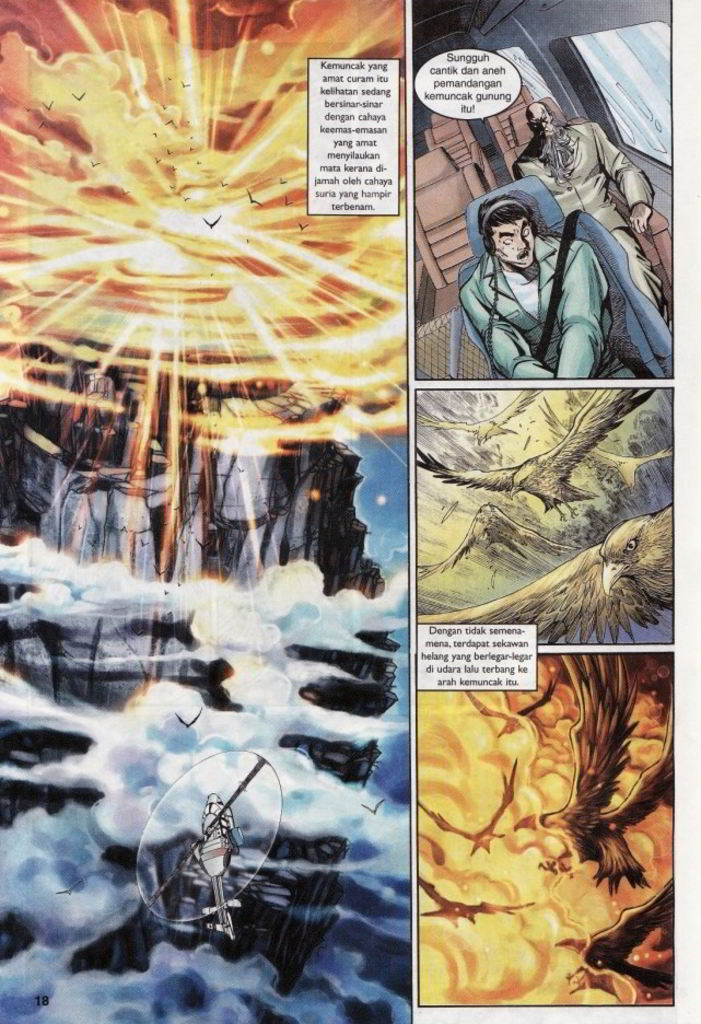 Kemuncak yang
amat curam itu
kelihatan sedang
bersinar-sinar
dengan cahaya
keemas-emasan
yang amat
menyilaukan
mata kerana di-
jamah oleh cahaya
suria yang hampir
terbenam.
Sungguh
cantik dan aneh
pemandangan
kemuncak gunung
itu!
Dengan tidak semena-
mena, terdapat sekawan
helang yang berlegar-legar
di udara lalu terbang ke
arah kemuncak itu.
18